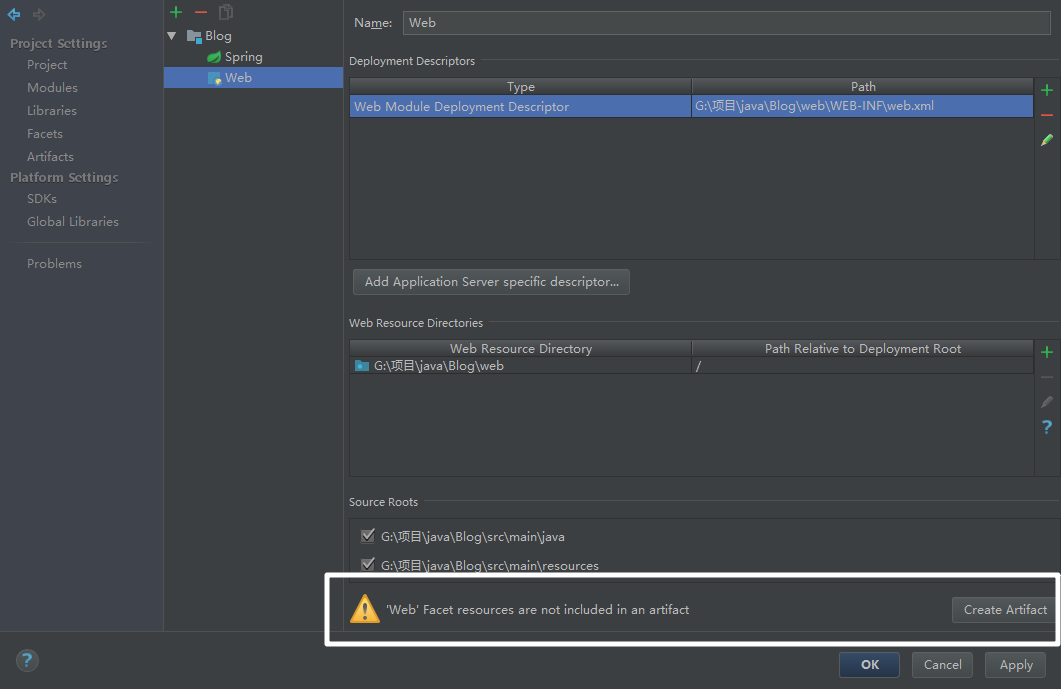 Project Settings
Project
Modules
Libraries
Facets
Artifacts
Platform Settings
SDKs
Global Libraries
Problems
Blog
Spring
Web
Name: Web
Deployment Descriptors
Type Path
Web Module Deployment Descriptor G:\项目\java\Blog\web\WEB-INF\web.xml
Add Application Server specific descriptor...
Web Resource Directories
Web Resource Directory Path Relative to Deployment Root
G:\项目\java\Blog\web /
?
Source Roots
G:\项目\java\Blog\src\main\java
G:\项目\java\Blog\src\main\resources
'Web' Facet resources are not included in an artifact Create Artifact
? OK Cancel Apply